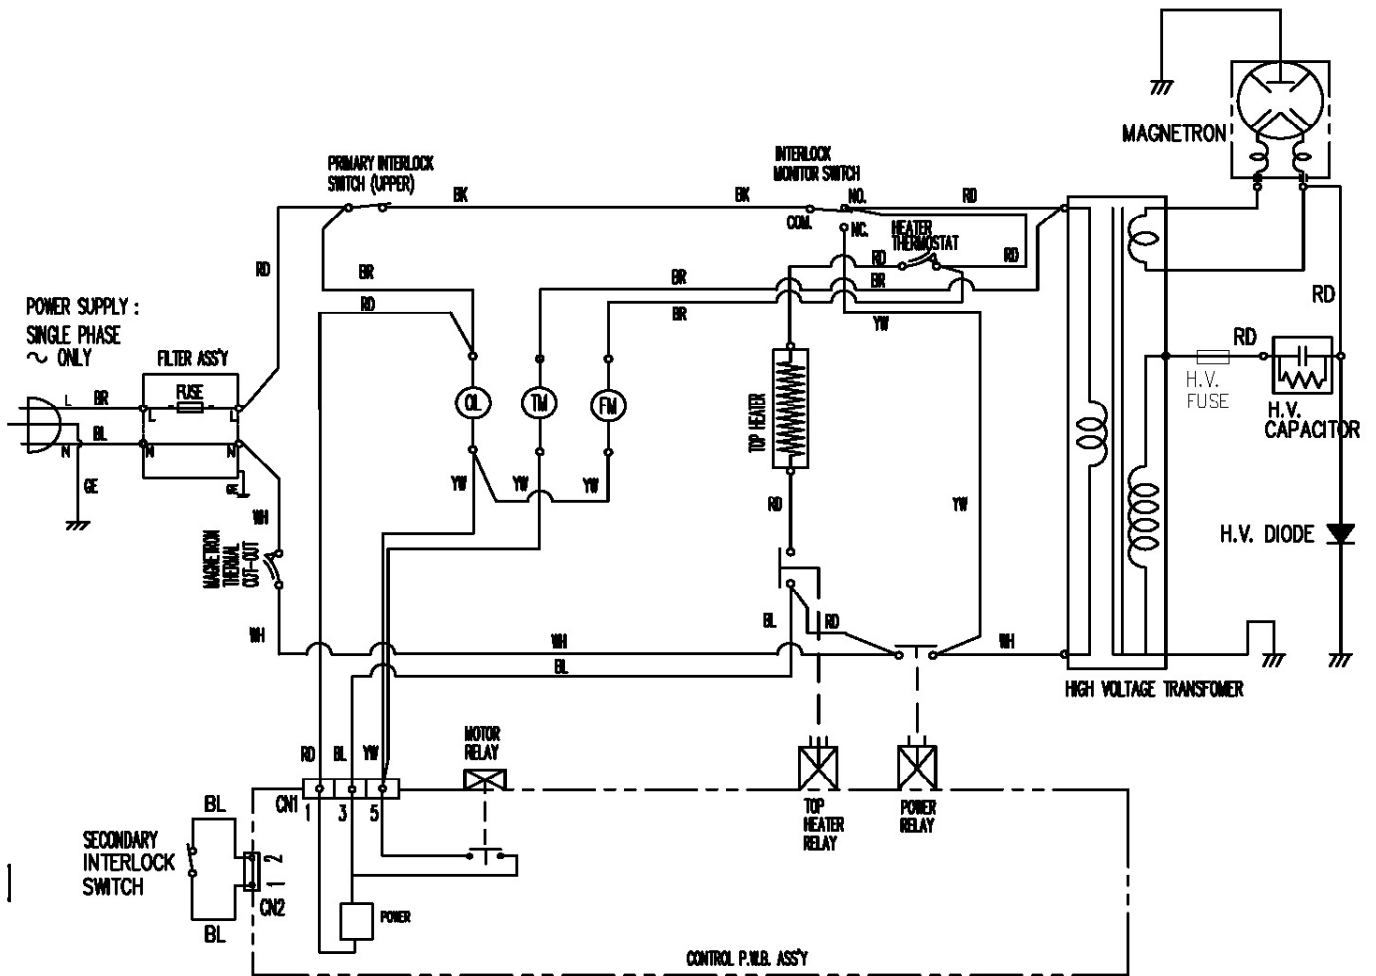 MAGNETRON
PRIMARY INTERLOCK
SWITCH (UPPER)
INTERLOCK
MONITOR SWITCH
BK
BK
NO.
RD
COM.
NC.
HEATER
THERMOSTAT
RD
RD
RD
BR
BR
BR
RD
BR
YW
RD
POWER SUPPLY :
SINGLE PHASE
~ ONLY
FILTER ASS'Y
FUSE
L
BR
L
L
BL
N
N
N
GE
GE
OL
TM
FM
TOP HEATER
RD
H.V.
FUSE
H.V.
CAPACITOR
YW
YW
YW
RD
YW
WH
MAGNETRON
THERMAL
CUT-OUT
H.V. DIODE
WH
WH
BL
RD
WH
BL
HIGH VOLTAGE TRANSFOMER
MOTOR
RELAY
RD
BL
YW
CN1
1
3
5
TOP
HEATER
RELAY
POWER
RELAY
BL
SECONDARY
INTERLOCK
SWITCH
2
1
CN2
BL
POWER
CONTROL P.W.B. ASS'Y